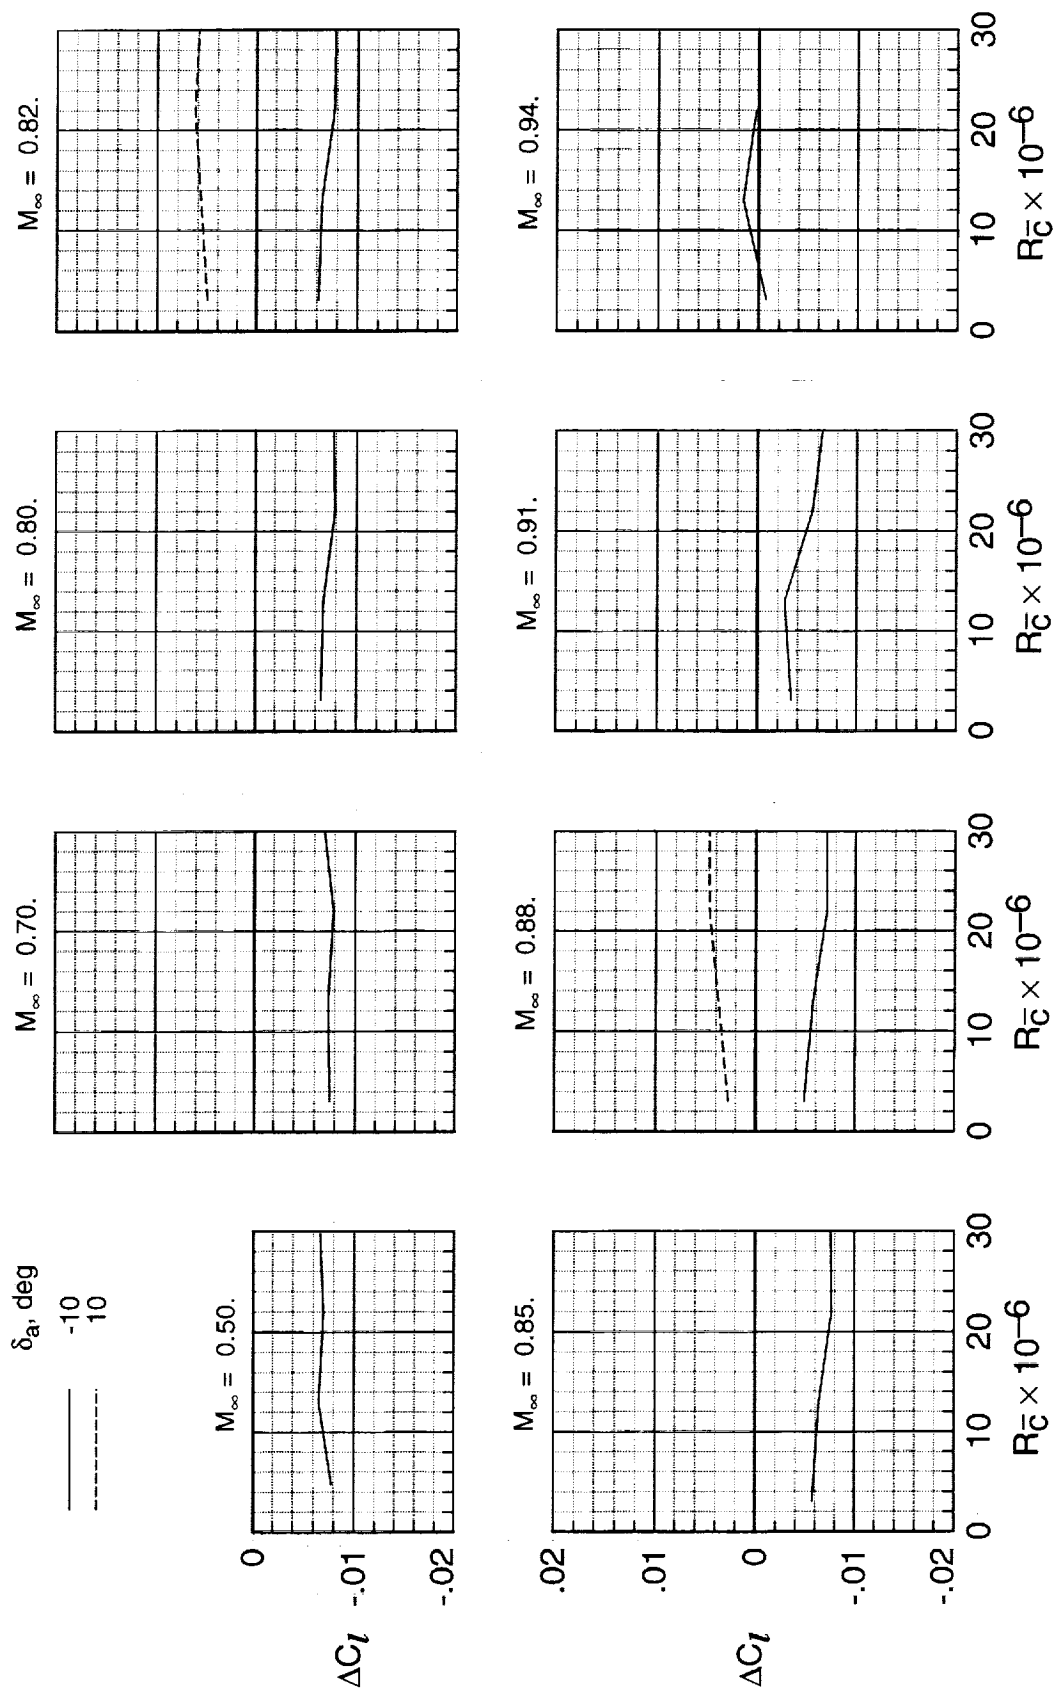 δa, deg
-10
10
M∞ = 0.50.
M∞ = 0.70.
M∞ = 0.80.
M∞ = 0.82.
0
-.01
-.02
ΔCl
M∞ = 0.85.
M∞ = 0.88.
M∞ = 0.91.
M∞ = 0.94.
.02
.01
0
-.01
-.02
ΔCl
0 10 20 30
0 10 20 30
0 10 20 30
0 10 20 30
Rc̄ × 10–6
Rc̄ × 10–6
Rc̄ × 10–6
Rc̄ × 10–6